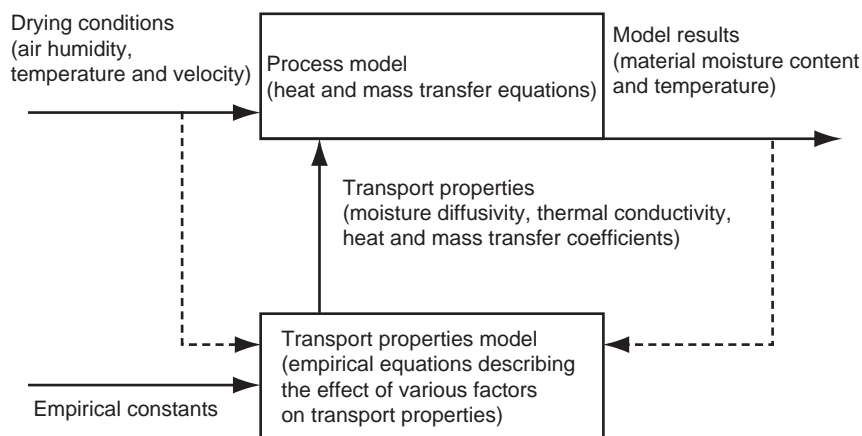 Drying conditions
(air humidity,
temperature and velocity)
Process model
(heat and mass transfer equations)
Model results
(material moisture content
and temperature)
Transport properties
(moisture diffusivity, thermal conductivity,
heat and mass transfer coefficients)
Transport properties model
(empirical equations describing
the effect of various factors
on transport properties)
Empirical constants